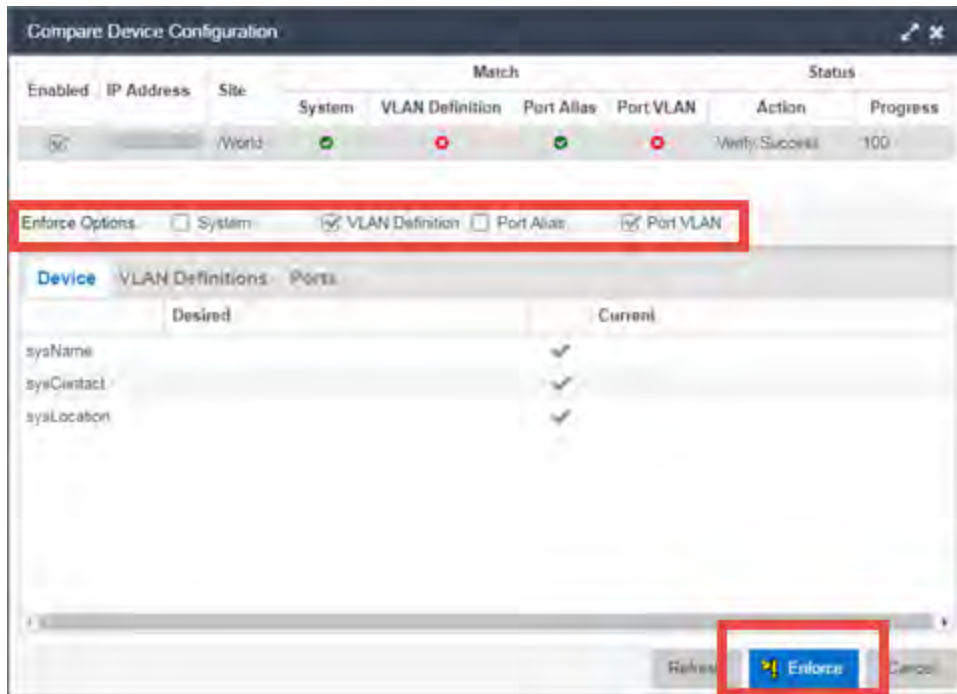 Compare Device Configuration
Enabled IP Address Site Match Status
System VLAN Definition Port Alias Port VLAN Action Progress
/World Verify Success 100
Enforce Options System VLAN Definition Port Alias Port VLAN
Device VLAN Definitions Ports
Desired Current
sysName
sysContact
sysLocation
Enforce Cancel